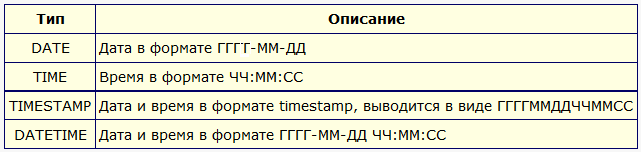 Тип Описание
DATE Дата в формате ГГГГ-ММ-ДД
TIME Время в формате ЧЧ:ММ:СС
TIMESTAMP Дата и время в формате timestamp, выводится в виде ГГГГММДДЧЧММСС
DATETIME Дата и время в формате ГГГГ-ММ-ДД ЧЧ:ММ:СС